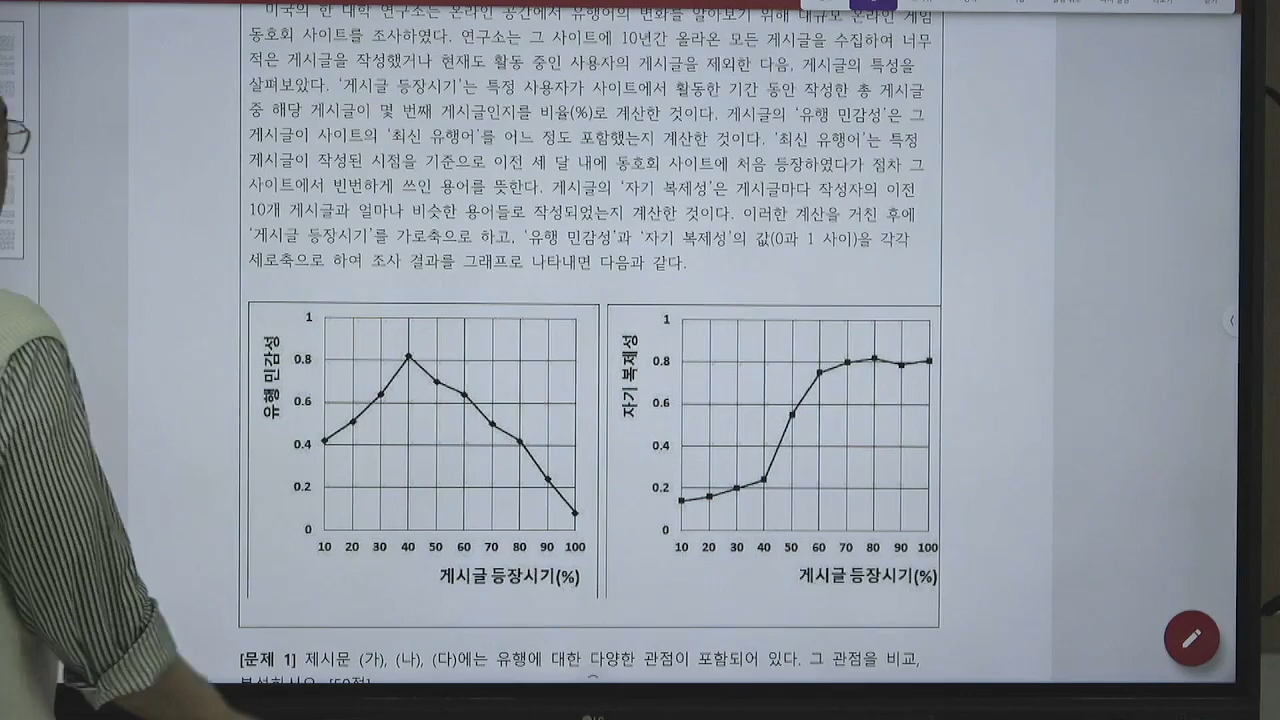 미국의 한 대학 연구소는 온라인 공간에서 유행어의 변화를 알아보기 위해 대규모 온라인 게임
동호회 사이트를 조사하였다. 연구소는 그 사이트에 10년간 올라온 모든 게시글을 수집하여 너무
적은 게시글을 작성했거나 현재도 활동 중인 사용자의 게시글을 제외한 다음, 게시글의 특성을
살펴보았다. ‘게시글 등장시기’는 특정 사용자가 사이트에서 활동한 기간 동안 작성한 총 게시글
중 해당 게시글이 몇 번째 게시글인지를 비율(%)로 계산한 것이다. 게시글의 ‘유행 민감성’은 그
게시글이 사이트의 ‘최신 유행어’를 어느 정도 포함했는지 계산한 것이다. ‘최신 유행어’는 특정
게시글이 작성된 시점을 기준으로 이전 세 달 내에 동호회 사이트에 처음 등장하였다가 점차 그
사이트에서 빈번하게 쓰인 용어를 뜻한다. 게시글의 ‘자기 복제성’은 게시글마다 작성자의 이전
10개 게시글과 얼마나 비슷한 용어들로 작성되었는지 계산한 것이다. 이러한 계산을 거친 후에
‘게시글 등장시기’를 가로축으로 하고, ‘유행 민감성’과 ‘자기 복제성’의 값(0과 1 사이)을 각각
세로축으로 하여 조사 결과를 그래프로 나타내면 다음과 같다.
유행 민감성
1
0.8
0.6
0.4
0.2
0
10 20 30 40 50 60 70 80 90 100
게시글 등장시기(%)
자기 복제성
1
0.8
0.6
0.4
0.2
0
10 20 30 40 50 60 70 80 90 100
게시글 등장시기(%)
[문제 1] 제시문 (가), (나), (다)에는 유행에 대한 다양한 관점이 포함되어 있다. 그 관점을 비교,
LG